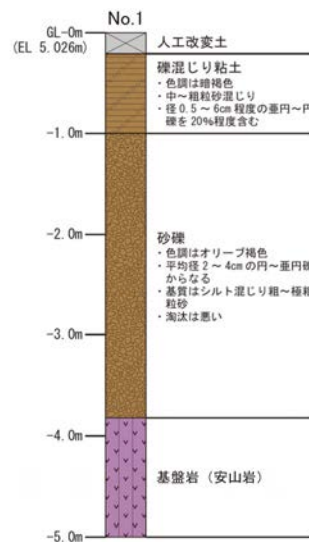 No.1
GL-0m
(EL 5.026m)
人工改変土
礫混じり粘土
・色調は暗褐色
・中～粗粒砂混じり
・径0.5～6cm程度の亜円～円
礫を20%程度含む
-1.0m
-2.0m
砂礫
・色調はオリーブ褐色
・平均径2～4cmの円～亜円礫
からなる
・基質はシルト混じり粗～極粗
粒砂
・淘汰は悪い
-3.0m
-4.0m
基盤岩（安山岩）
-5.0m